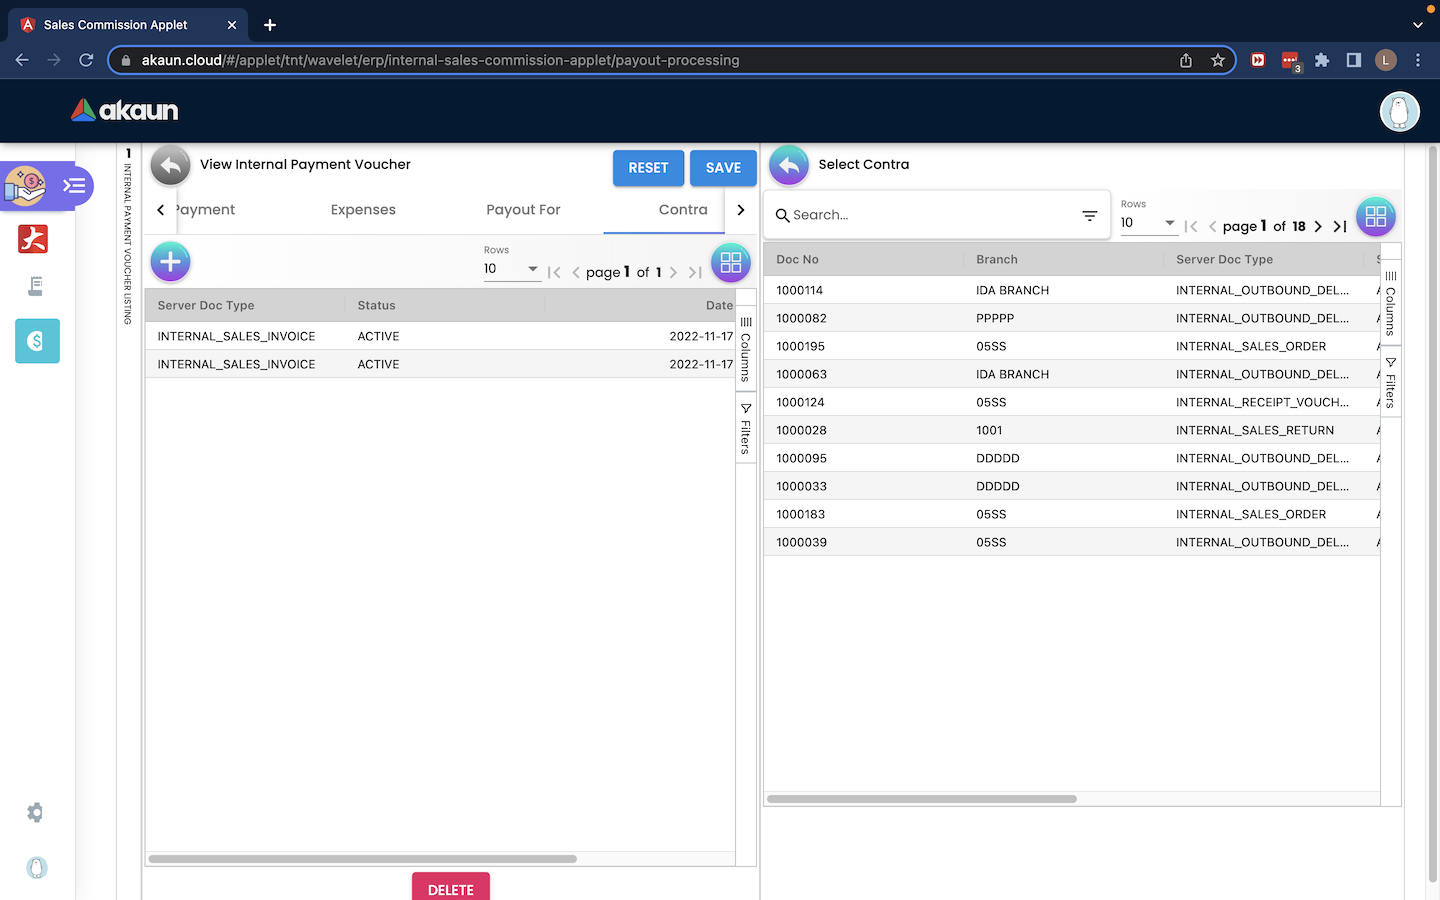 Sales Commission Applet
akaun.cloud/#/applet/tnt/wavelet/erp/internal-sales-commission-applet/payout-processing
3
L
akaun
1 INTERNAL PAYMENT VOUCHER LISTING
View Internal Payment Voucher
RESET
SAVE
Payment
Expenses
Payout For
Contra
Rows
10
page 1 of 1
Server Doc Type Status Date
INTERNAL_SALES_INVOICE ACTIVE 2022-11-17
INTERNAL_SALES_INVOICE ACTIVE 2022-11-17
Columns
Filters
DELETE
Select Contra
Search...
Rows
10
page 1 of 18
Doc No Branch Server Doc Type
1000114 IDA BRANCH INTERNAL_OUTBOUND_DEL...
1000082 PPPPP INTERNAL_OUTBOUND_DEL...
1000195 05SS INTERNAL_SALES_ORDER
1000063 IDA BRANCH INTERNAL_OUTBOUND_DEL...
1000124 05SS INTERNAL_RECEIPT_VOUCH...
1000028 1001 INTERNAL_SALES_RETURN
1000095 DDDDD INTERNAL_OUTBOUND_DEL...
1000033 DDDDD INTERNAL_OUTBOUND_DEL...
1000183 05SS INTERNAL_SALES_ORDER
1000039 05SS INTERNAL_OUTBOUND_DEL...
Columns
Filters